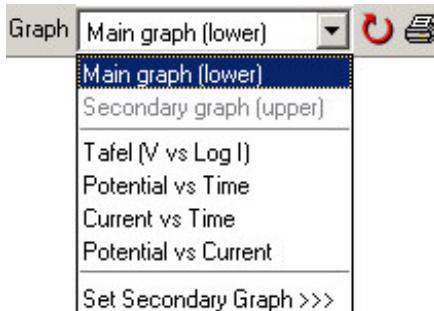 Graph Main graph (lower)
Main graph (lower)
Secondary graph (upper)
Tafel (V vs Log I)
Potential vs Time
Current vs Time
Potential vs Current
Set Secondary Graph >>>